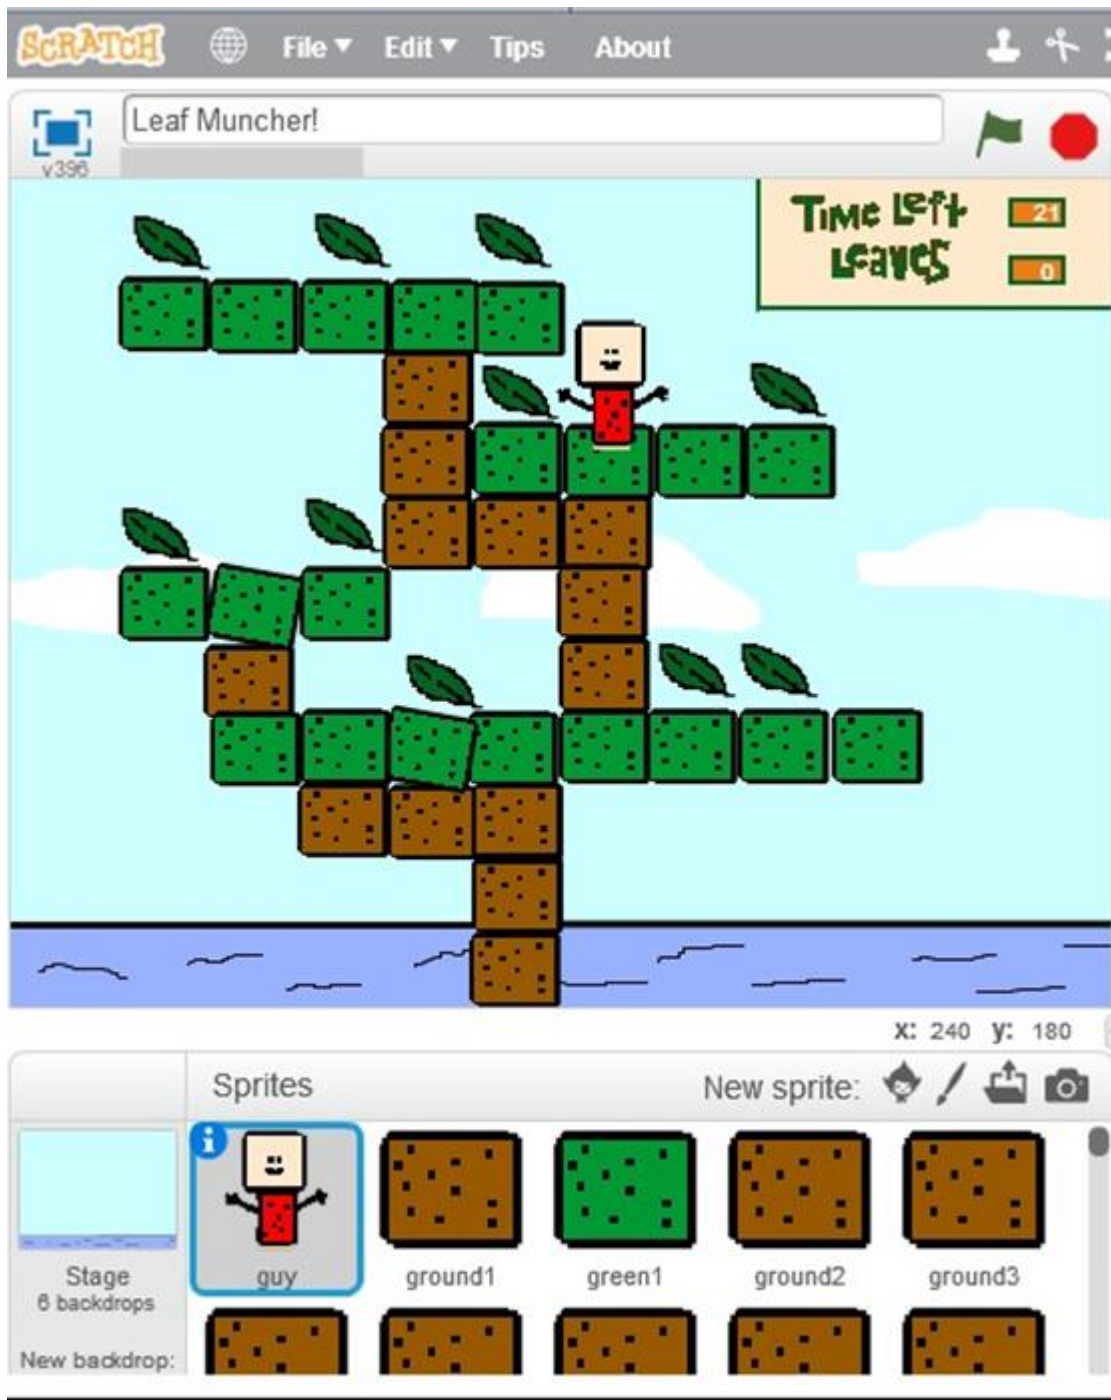 SCRATCH File Edit Tips About
Leaf Muncher!
v396
Time Left 21
Leaves 0
x: 240 y: 180
Sprites New sprite:
guy ground1 green1 ground2 ground3
Stage
6 backdrops
New backdrop: